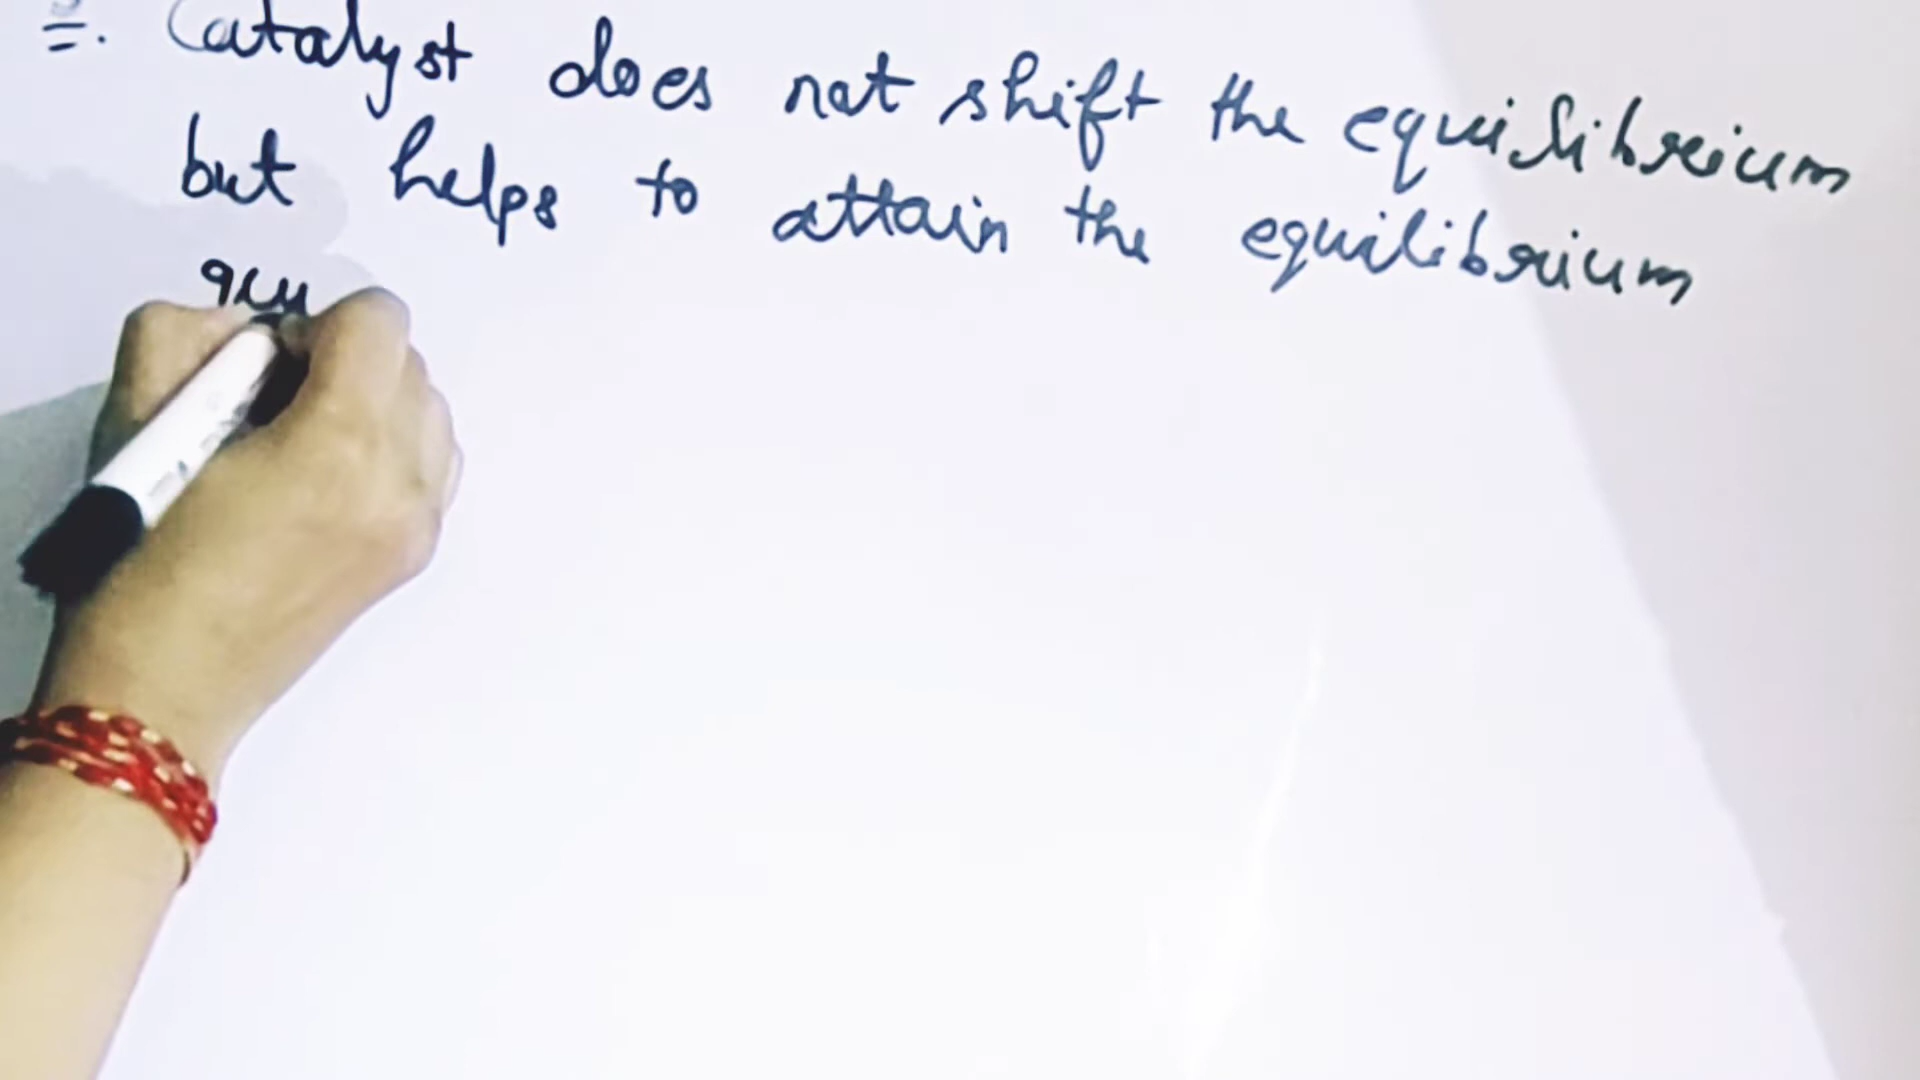 Catalyst does not shift the equilibrium
but helps to attain the equilibrium